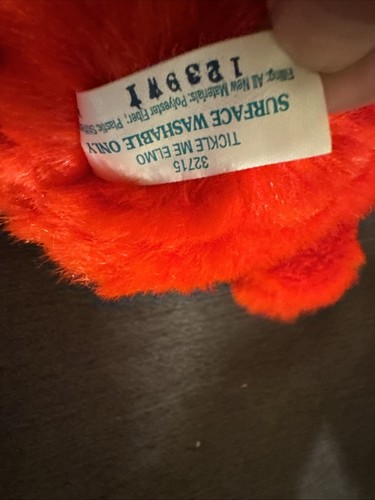 32715
TICKLE ME ELMO
SURFACE WASHABLE ONLY
Filling: All New Materials: Polyester Fiber; Plastic